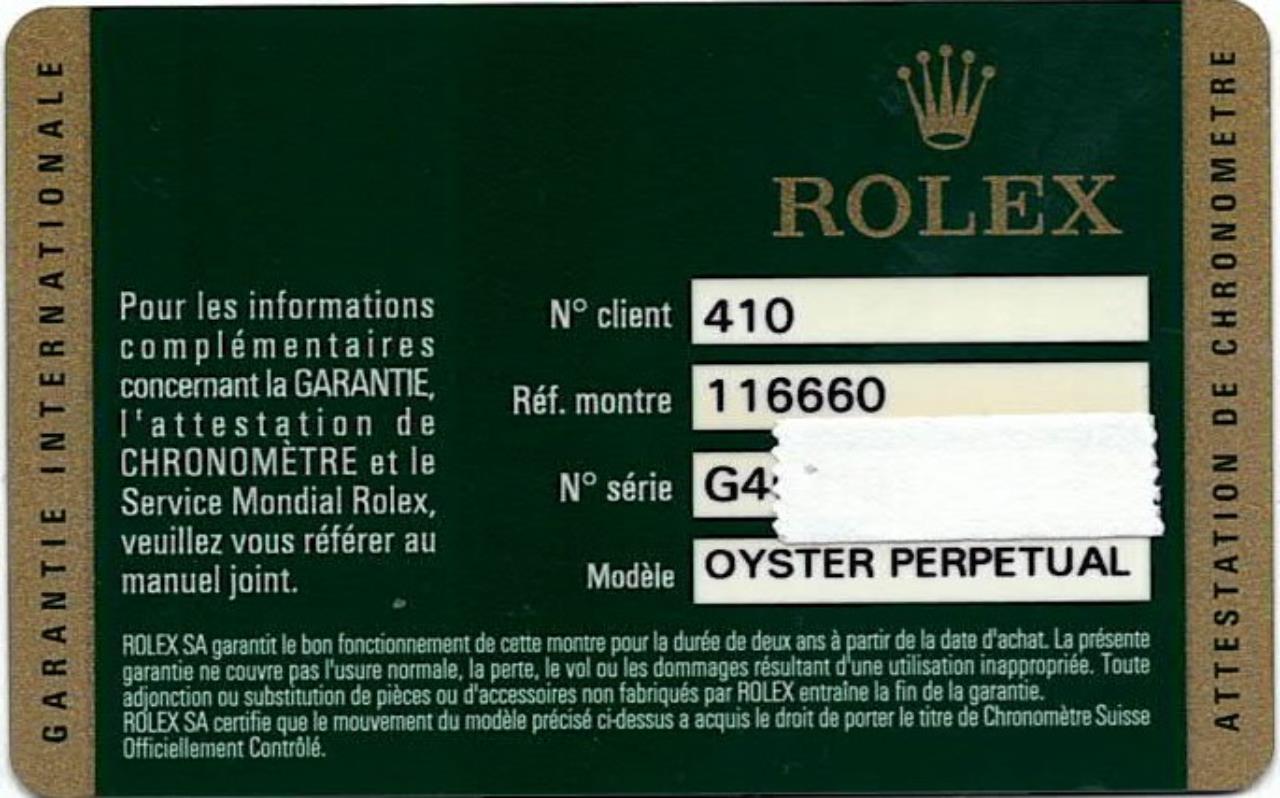 GARANTIE INTERNATIONALE
ROLEX
Pour les informations
complémentaires
concernant la GARANTIE,
l'attestation de
CHRONOMÈTRE et le
Service Mondial Rolex,
veuillez vous référer au
manuel joint.
N° client 410
Réf. montre 116660
N° série G4
Modèle OYSTER PERPETUAL
ROLEX SA garantit le bon fonctionnement de cette montre pour la durée de deux ans à partir de la date d'achat. La présente
garantie ne couvre pas l'usure normale, la perte, le vol ou les dommages résultant d'une utilisation inappropriée. Toute
adjonction ou substitution de pièces ou d'accessoires non fabriqués par ROLEX entraîne la fin de la garantie.
ROLEX SA certifie que le mouvement du modèle précisé ci-dessus a acquis le droit de porter le titre de Chronomètre Suisse
Officiellement Contrôlé.
ATTESTATION DE CHRONOMETRE